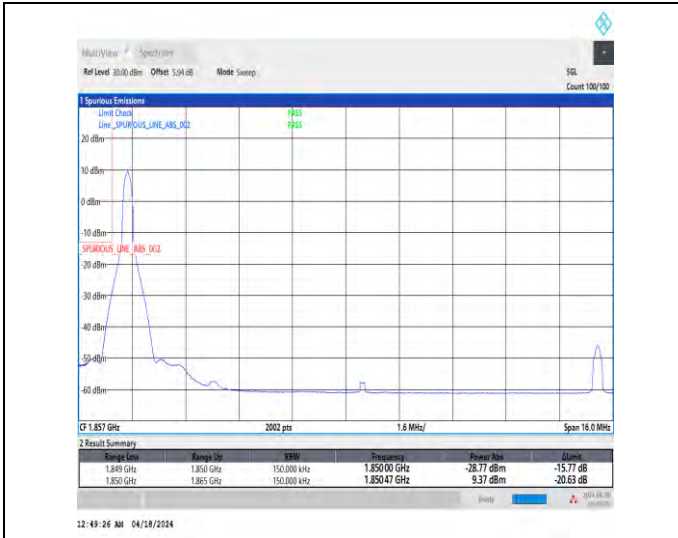 MultiView Spectrum
Ref Level 30.00 dBm Offset 5.94 dB Mode Sweep SGL
Count 100/100
1 Spurious Emissions
Limit Check PASS
Line _SPURIOUS_LINE_ABS_002 PASS
20 dBm
10 dBm
0 dBm
-10 dBm
_SPURIOUS_LINE_ABS_002
-20 dBm
-30 dBm
-40 dBm
-50 dBm
-60 dBm
CF 1.857 GHz 2002 pts 1.6 MHz/ Span 16.0 MHz
2 Result Summary
Range Low Range Up RBW Frequency Power Abs ΔLimit
1.849 GHz 1.850 GHz 150.000 kHz 1.85000 GHz -28.77 dBm -15.77 dB
1.850 GHz 1.865 GHz 150.000 kHz 1.85047 GHz 9.37 dBm -20.63 dB
12:49:26 AM 04/18/2024